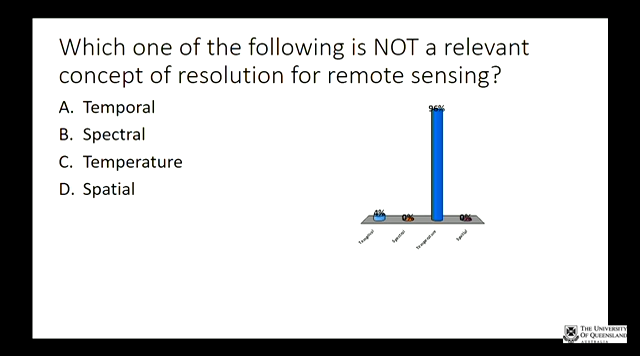 Which one of the following is NOT a relevant
concept of resolution for remote sensing?
A. Temporal
B. Spectral
C. Temperature
D. Spatial
96%
4%
0%
0%
Temporal
Spectral
Temperature
Spatial
THE UNIVERSITY
OF QUEENSLAND
AUSTRALIA